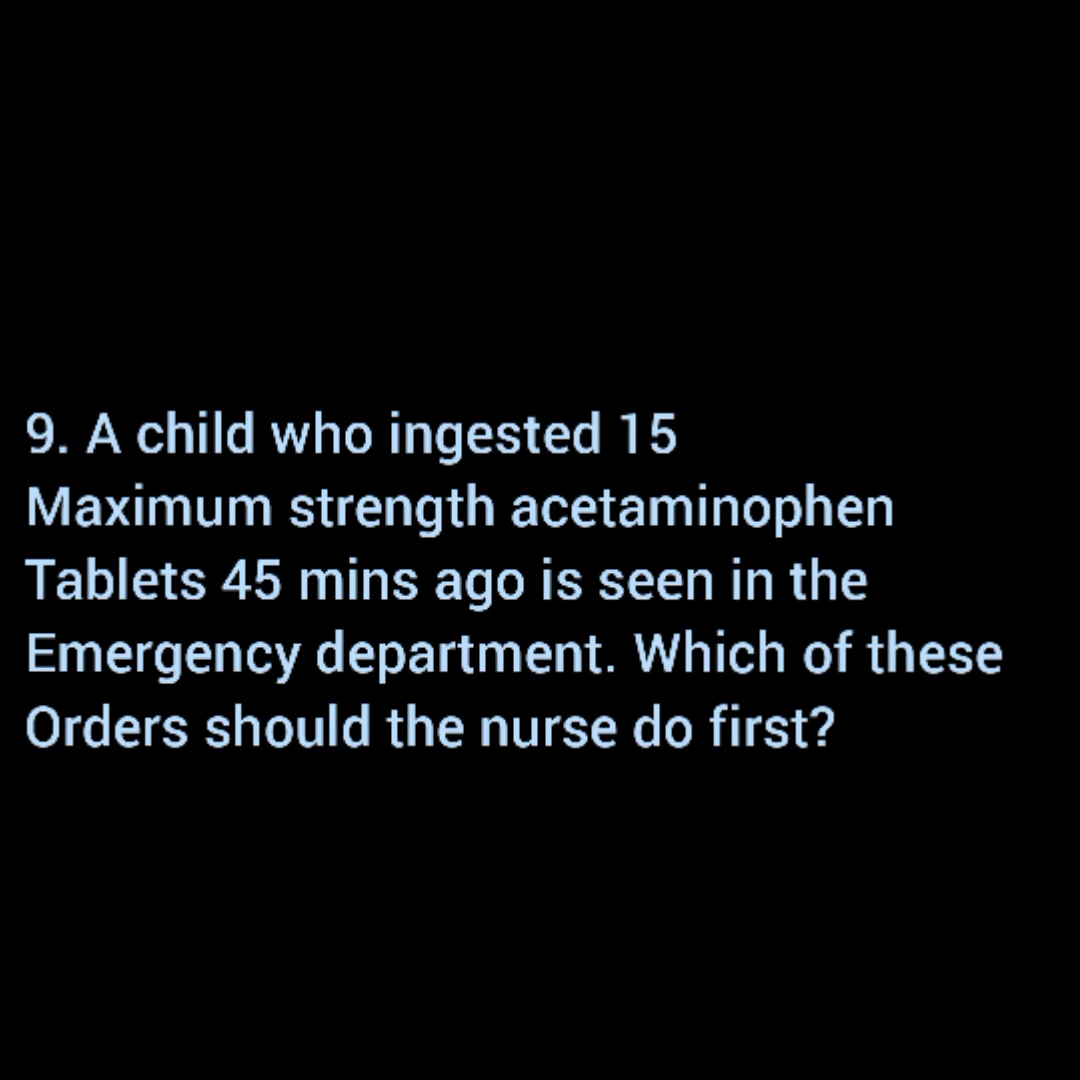 9. A child who ingested 15
Maximum strength acetaminophen
Tablets 45 mins ago is seen in the
Emergency department. Which of these
Orders should the nurse do first?